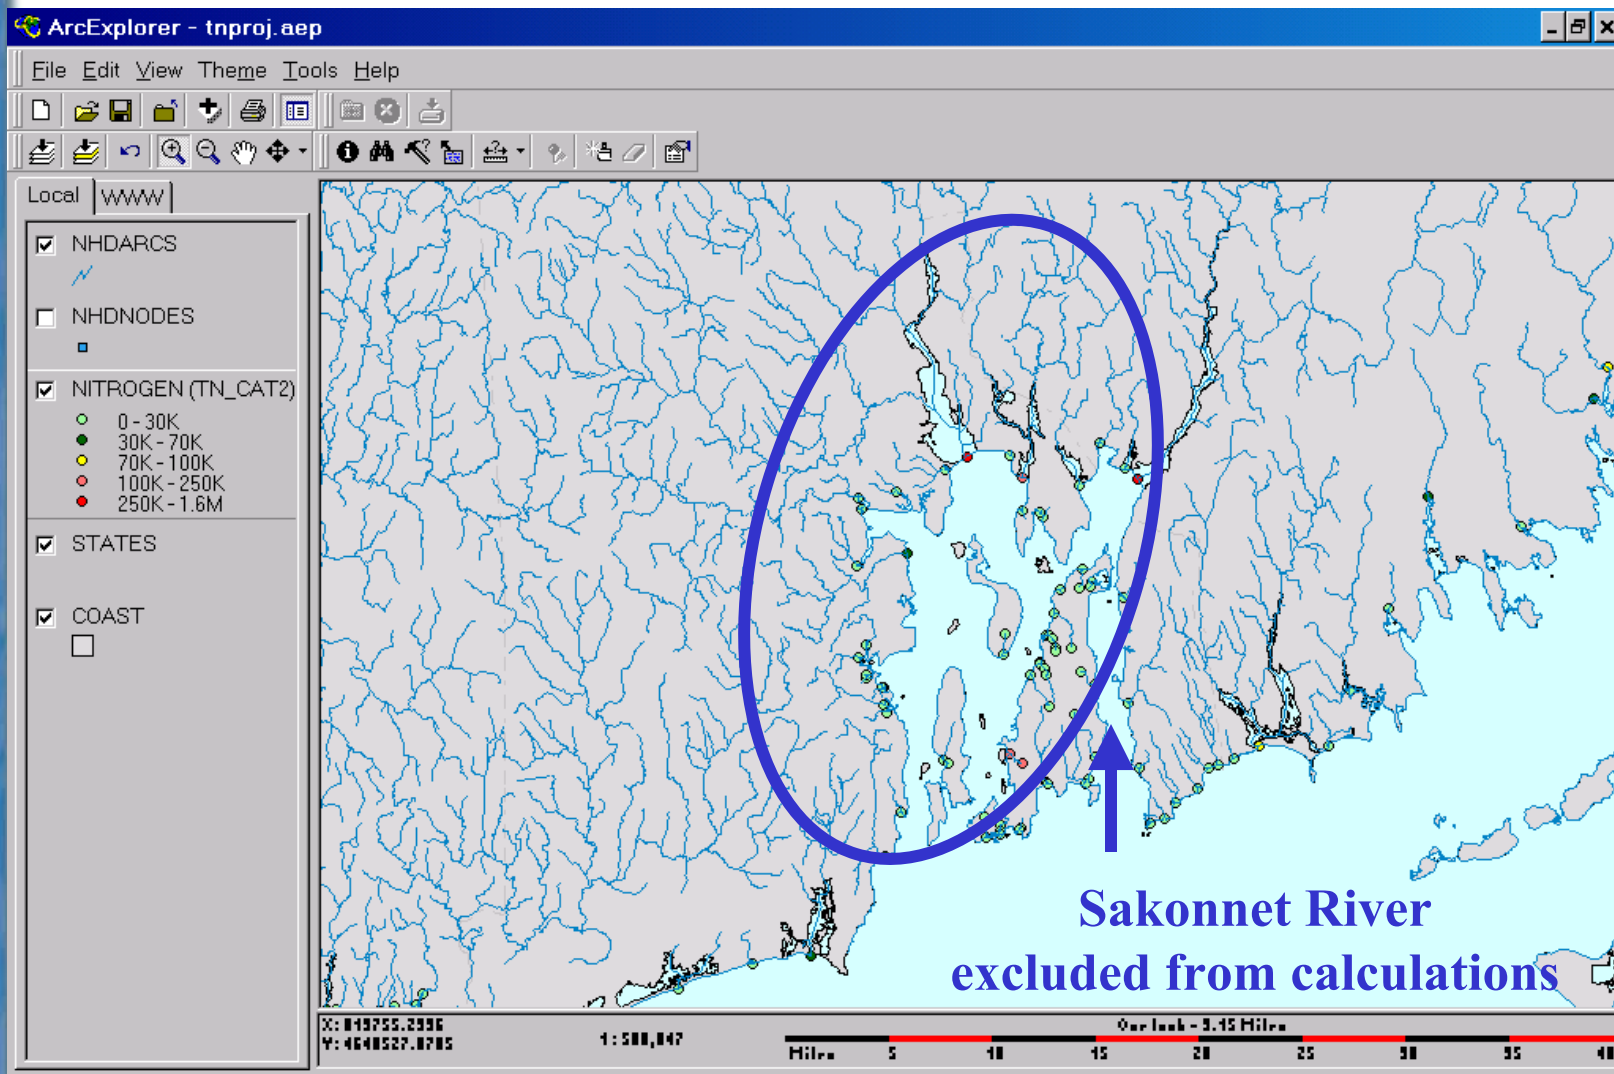 ArcExplorer - tnproj.aep
File Edit View Theme Tools Help
Local WWW
NHDARCS
NHDNODES
NITROGEN (TN_CAT2)
0 - 30K
30K - 70K
70K - 100K
100K - 250K
250K - 1.6M
STATES
COAST
Sakonnet River
excluded from calculations
Miles 5 10 15 20 25